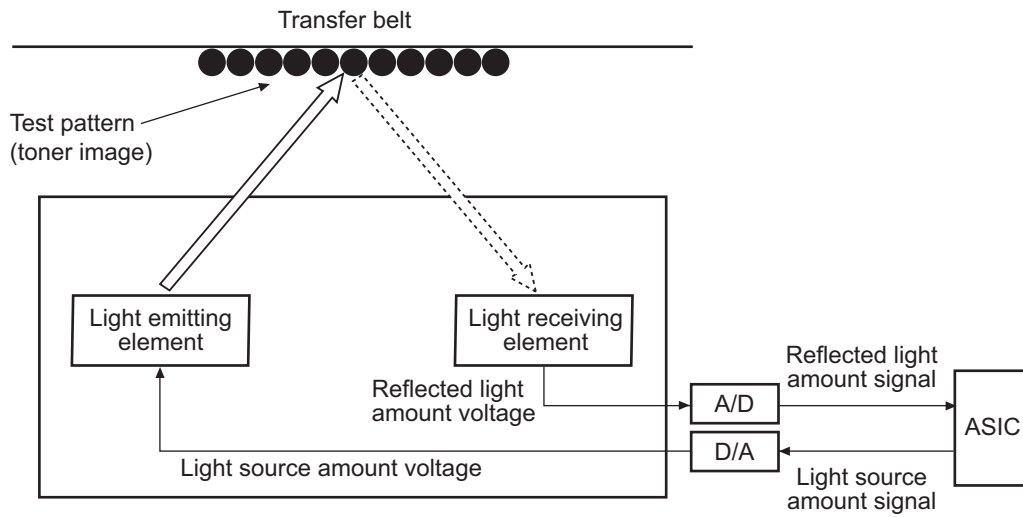 Transfer belt
Test pattern
(toner image)
Light emitting
element
Light receiving
element
Reflected light
amount voltage
Reflected light
amount signal
A/D
ASIC
D/A
Light source amount voltage
Light source
amount signal